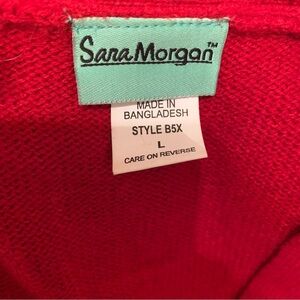 Sara Morgan™
MADE IN
BANGLADESH
STYLE B5X
L
CARE ON REVERSE